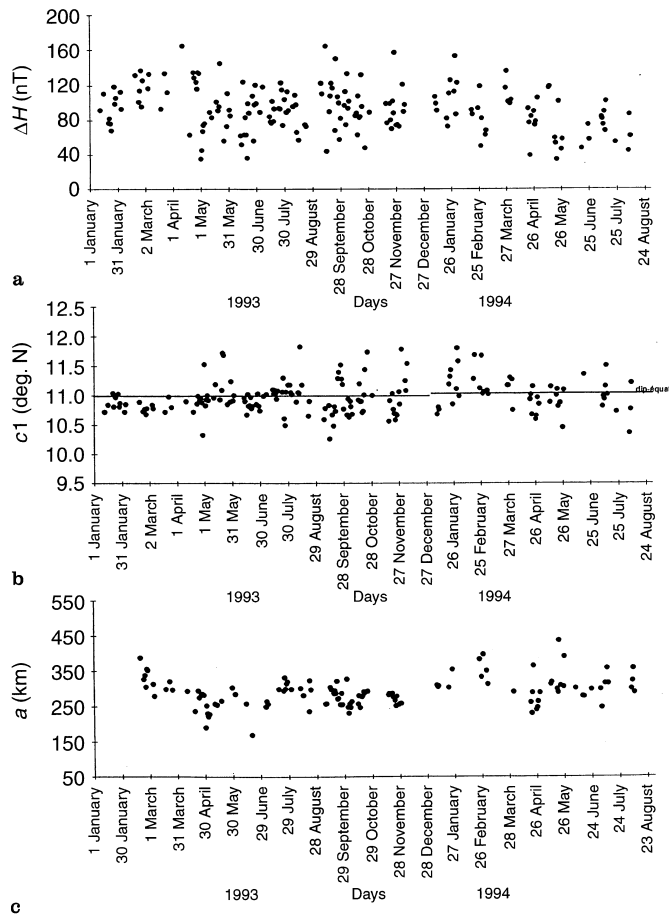 200
160
120
80
40
0
ΔH (nT)
1 January
31 January
2 March
1 April
1 May
31 May
30 June
30 July
29 August
28 September
28 October
27 November
27 December
26 January
25 February
27 March
26 April
26 May
25 June
25 July
24 August
a
1993 Days 1994
12.5
12.0
11.5
11.0
10.5
10.0
9.5
c1 (deg. N)
dip-equa
1 January
31 January
2 March
1 April
1 May
31 May
30 June
30 July
29 August
28 September
28 October
27 November
27 December
26 January
25 February
27 March
26 April
26 May
25 June
25 July
24 August
b
1993 Days 1994
550
450
350
250
150
50
a (km)
1 January
30 January
1 March
30 April
30 May
29 June
29 July
28 August
29 September
29 October
28 November
28 December
27 January
26 February
28 March
26 April
26 May
24 June
24 July
23 August
1993 Days 1994
c